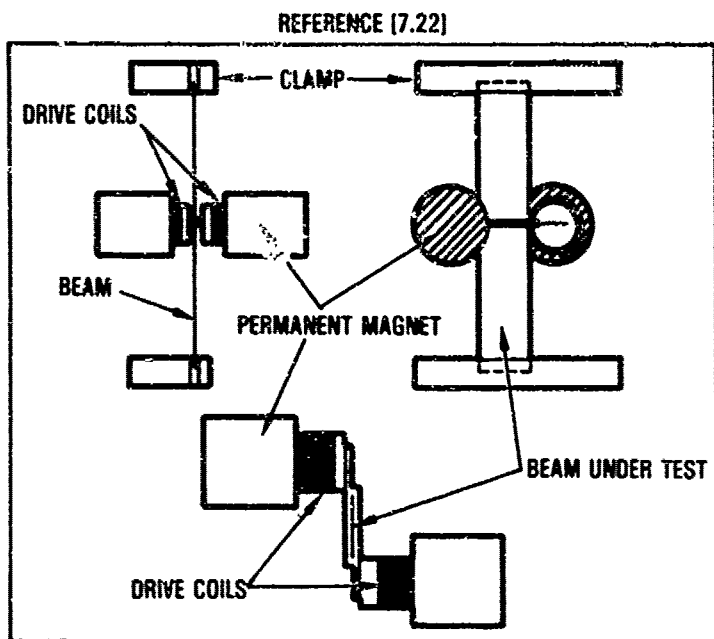 REFERENCE [7.22]
CLAMP
DRIVE COILS
BEAM
PERMANENT MAGNET
BEAM UNDER TEST
DRIVE COILS